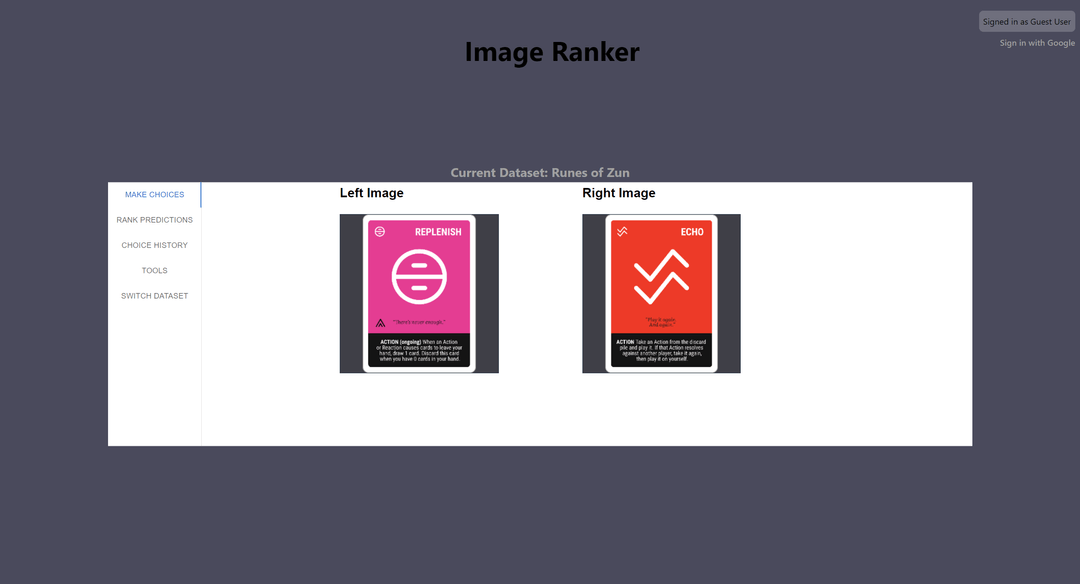 Signed in as Guest User
Sign in with Google
Image Ranker
Current Dataset: Runes of Zun
MAKE CHOICES
RANK PREDICTIONS
CHOICE HISTORY
TOOLS
SWITCH DATASET
Left Image
REPLENISH
"There's never enough."
ACTION (ongoing) When an Action
or Reaction causes cards to leave your
hand, draw 1 card. Discard this card
when you have 0 cards in your hand.
Right Image
ECHO
"Play it again.
And again."
ACTION Take an Action from the discard
pile and play it. If that Action resolves
against another player, take it again,
then play it on yourself.